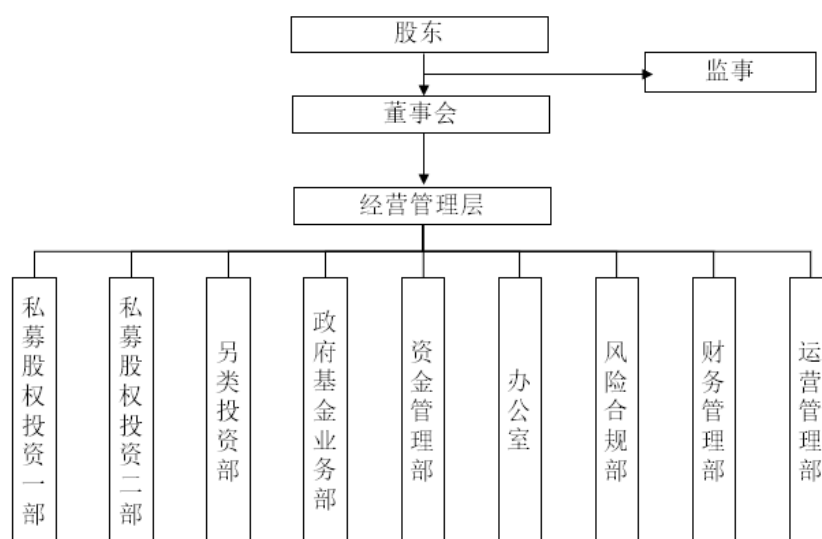 股东
监事
董事会
经营管理层
私募股权投资一部
私募股权投资二部
另类投资部
政府基金业务部
资金管理部
办公室
风险合规部
财务管理部
运营管理部